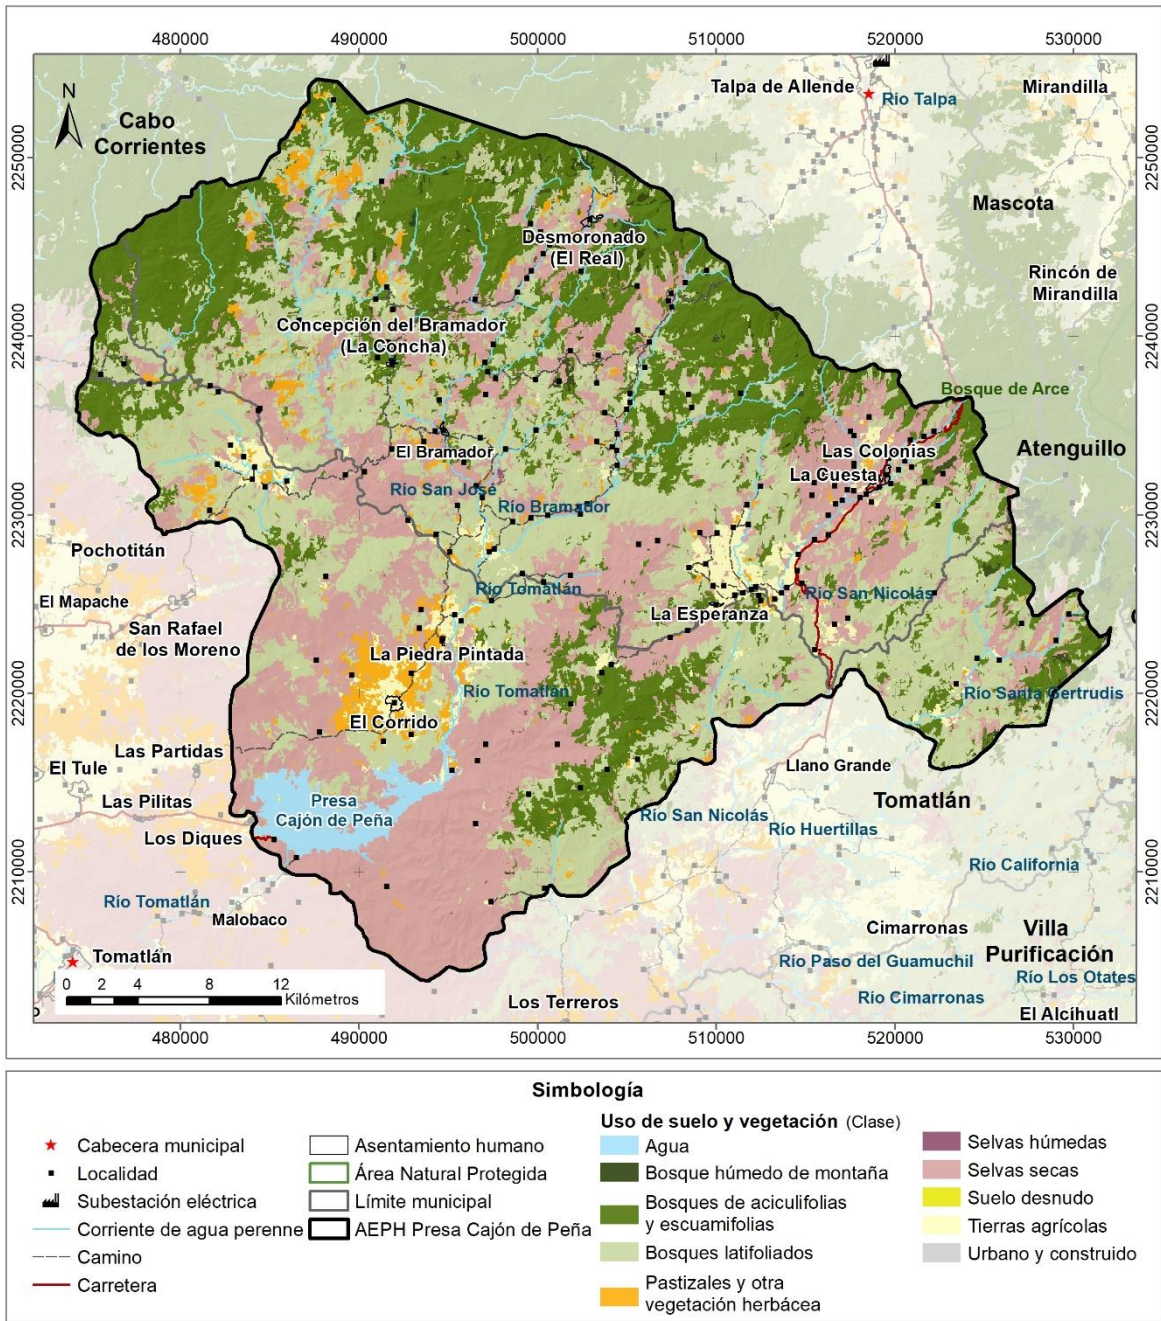 480000 490000 500000 510000 520000 530000
N
Talpa de Allende
Río Talpa
Mirandilla
Cabo
Corrientes
2250000 2250000
Mascota
Desmoronado
(El Real)
Rincón de
Mirandilla
2240000 2240000
Concepción del Bramador
(La Concha)
Bosque de Arce
Atenguillo
Las Colonias
El Bramador
La Cuesta
Río San José
Río Bramador
2230000 2230000
Pochotitán
Río Tomatlán
Río San Nicolás
El Mapache
La Esperanza
San Rafael
de los Moreno
La Piedra Pintada
Río Tomatlán
Río Santa Gertrudis
2220000 2220000
El Corrido
Las Partidas
El Tule
Llano Grande
Las Pilitas
Presa
Cajón de Peña
Tomatlán
Río San Nicolás
Río Huertillas
Los Diques
2210000 2210000
Río California
Río Tomatlán
Malobaco
Cimarronas
Villa
Purificación
Tomatlán
Río Paso del Guamuchil
Río Los Otates
0 2 4 8 12
Kilómetros
Los Terreros
Río Cimarronas
El Alcíhuatl
480000 490000 500000 510000 520000 530000
Simbología
Cabecera municipal
Localidad
Subestación eléctrica
Corriente de agua perenne
Camino
Carretera
Asentamiento humano
Área Natural Protegida
Límite municipal
AEPH Presa Cajón de Peña
Uso de suelo y vegetación (Clase)
Agua
Bosque húmedo de montaña
Bosques de aciculifolias
y escuamifolias
Bosques latifoliados
Pastizales y otra
vegetación herbácea
Selvas húmedas
Selvas secas
Suelo desnudo
Tierras agrícolas
Urbano y construido